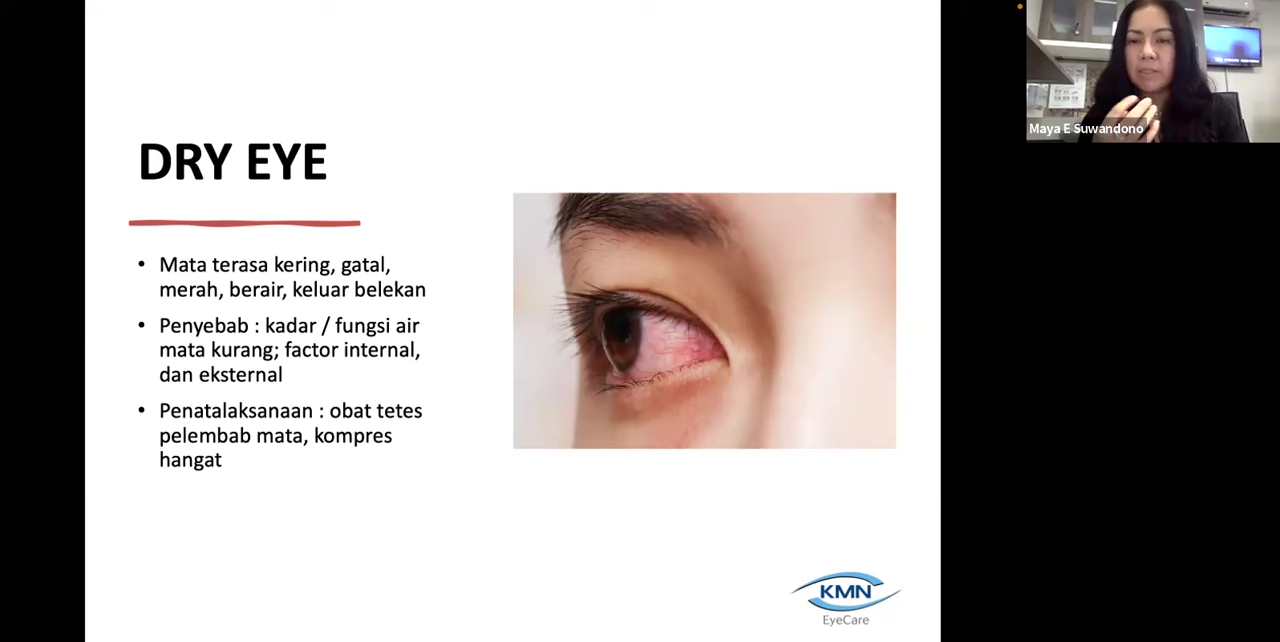 DRY EYE
• Mata terasa kering, gatal,
merah, berair, keluar belekan
• Penyebab : kadar / fungsi air
mata kurang; factor internal,
dan eksternal
• Penatalaksanaan : obat tetes
pelembab mata, kompres
hangat
KMN
EyeCare
Maya E Suwandono